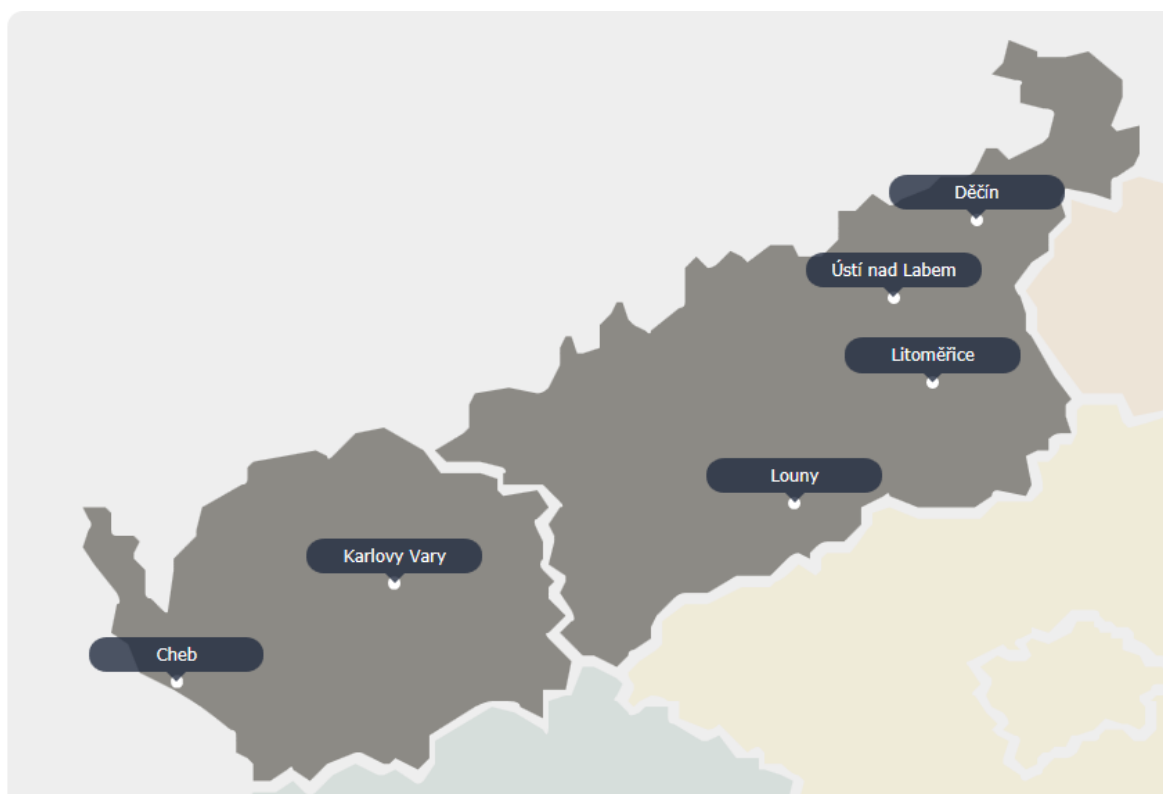 Děčín
Ústí nad Labem
Litoměřice
Louny
Karlovy Vary
Cheb